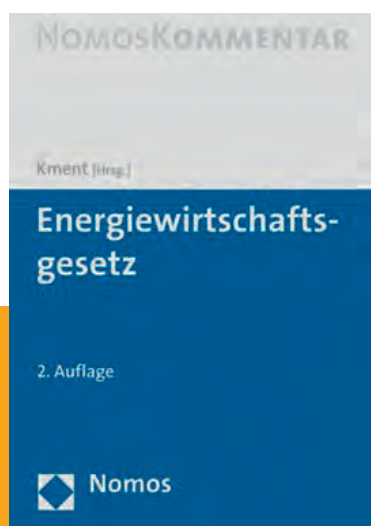 NomosKommentar
Kment [Hrsg.]
Energiewirtschafts-
gesetz
2. Auflage
Nomos